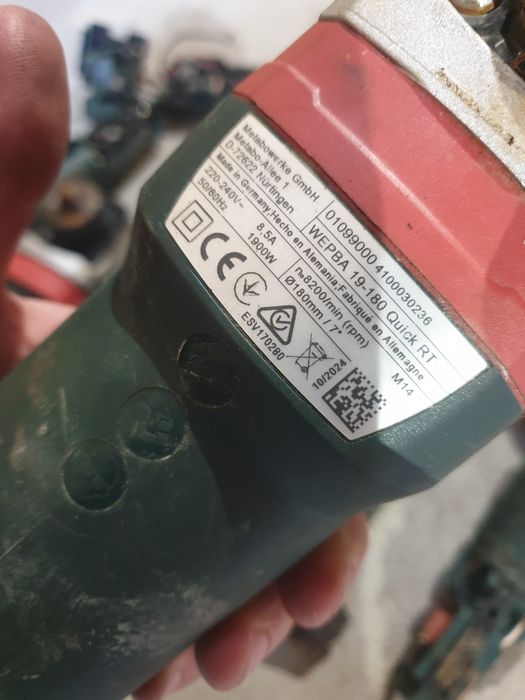 Metabowerke GmbH
Metabo-Allee 1
D-72622 Nürtingen
01099000 4100030236
WEPBA 19-180 Quick RT
Made in Germany,Hecho en Alemania,Fabriqué en Allemagne
220-240V~
50/60Hz
8,5A
1900W
n₀8200/min (rpm)
Ø180mm / 7"
M14
CE
ESV170280
10/2024